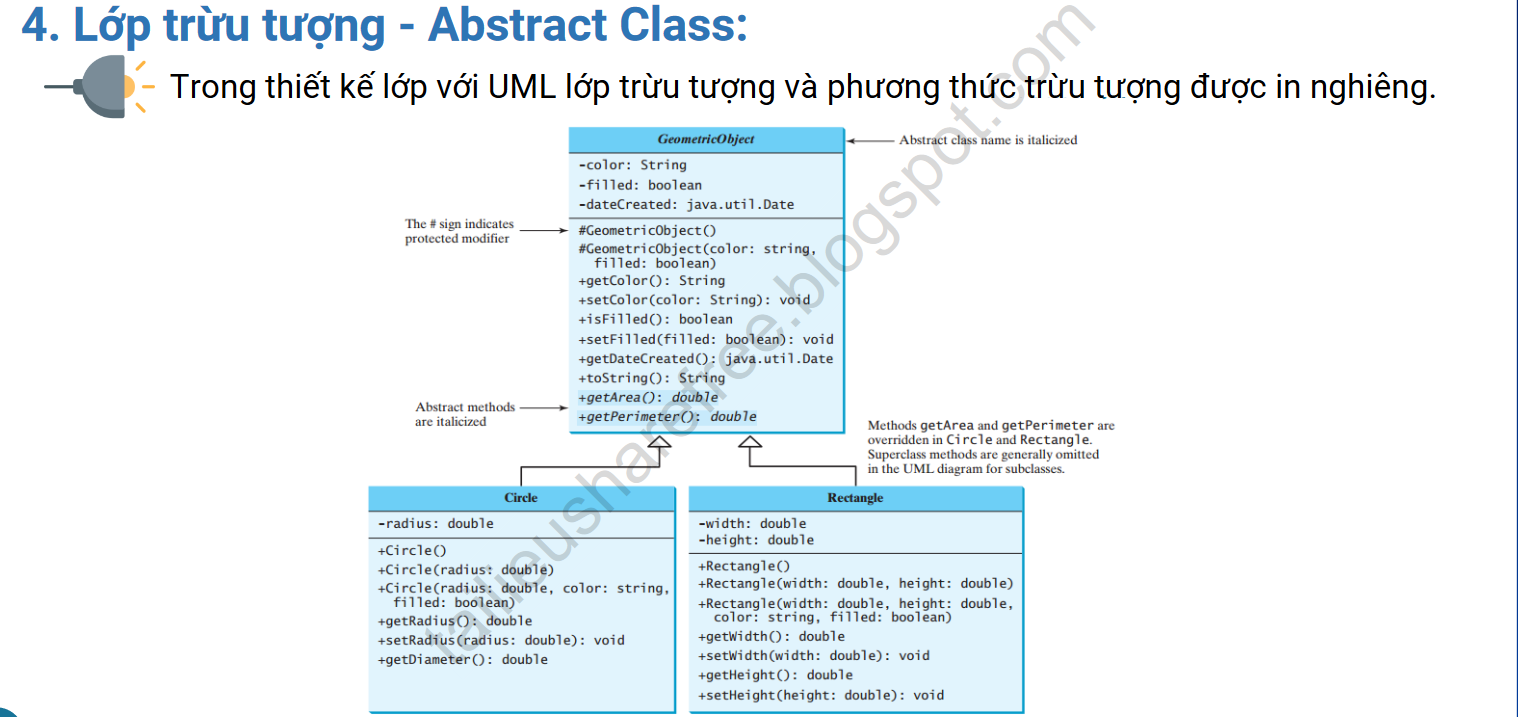 4. Lớp trừu tượng - Abstract Class:
Trong thiết kế lớp với UML lớp trừu tượng và phương thức trừu tượng được in nghiêng.
GeometricObject
Abstract class name is italicized
-color: String
-filled: boolean
-dateCreated: java.util.Date
The # sign indicates
protected modifier
#GeometricObject()
#GeometricObject(color: string,
filled: boolean)
+getColor(): String
+setColor(color: String): void
+isFilled(): boolean
+setFilled(filled: boolean): void
+getDateCreated(): java.util.Date
+toString(): String
+getArea(): double
+getPerimeter(): double
Abstract methods
are italicized
Methods getArea and getPerimeter are
overridden in Circle and Rectangle.
Superclass methods are generally omitted
in the UML diagram for subclasses.
Circle
-radius: double
+Circle()
+Circle(radius: double)
+Circle(radius: double, color: string,
filled: boolean)
+getRadius(): double
+setRadius(radius: double): void
+getDiameter(): double
Rectangle
-width: double
-height: double
+Rectangle()
+Rectangle(width: double, height: double)
+Rectangle(width: double, height: double,
color: string, filled: boolean)
+getWidth(): double
+setWidth(width: double): void
+getHeight(): double
+setHeight(height: double): void
tailieusharefree.blogspot.com